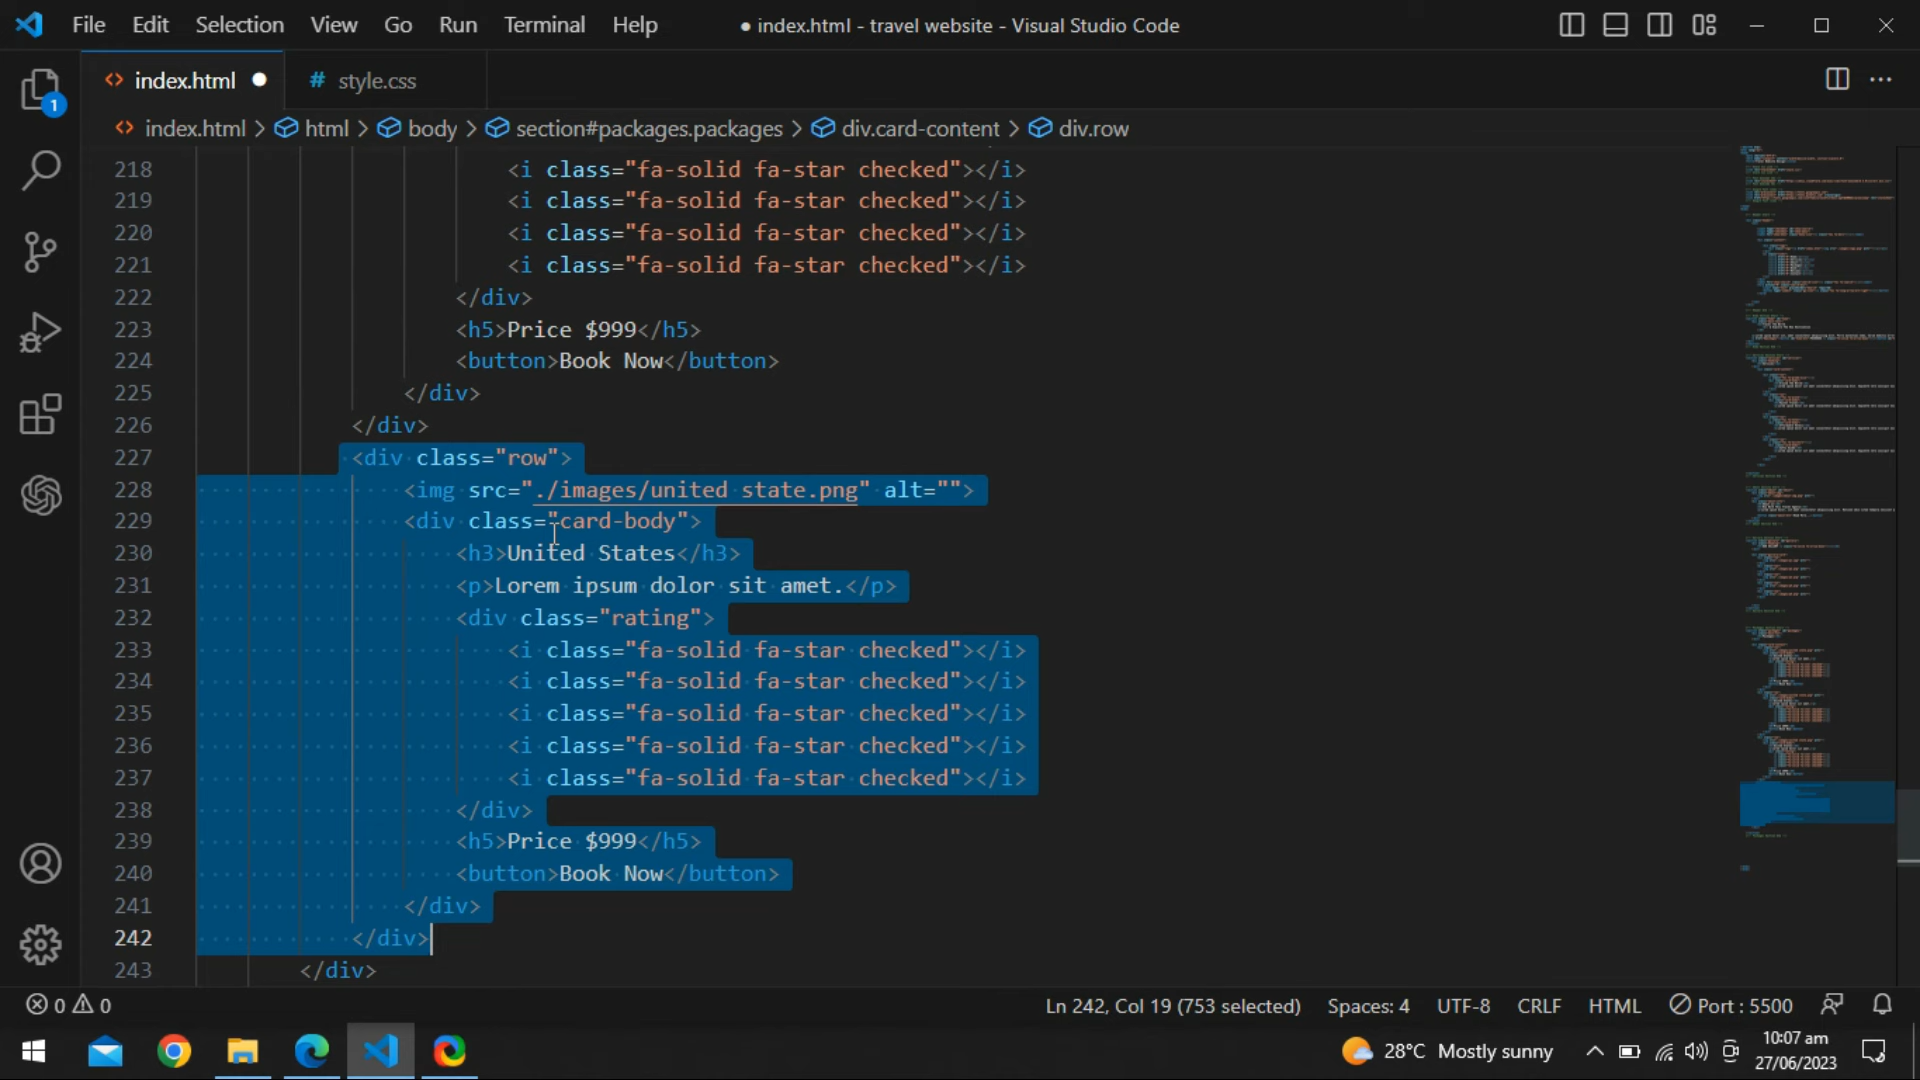 File Edit Selection View Go Run Terminal Help
● index.html - travel website - Visual Studio Code
index.html ●
# style.css
index.html > html > body > section#packages.packages > div.card-content > div.row
218 <i class="fa-solid fa-star checked"></i>
219 <i class="fa-solid fa-star checked"></i>
220 <i class="fa-solid fa-star checked"></i>
221 <i class="fa-solid fa-star checked"></i>
222 </div>
223 <h5>Price $999</h5>
224 <button>Book Now</button>
225 </div>
226 </div>
227 <div class="row">
228 <img src="./images/united state.png" alt="">
229 <div class="card-body">
230 <h3>United States</h3>
231 <p>Lorem ipsum dolor sit amet.</p>
232 <div class="rating">
233 <i class="fa-solid fa-star checked"></i>
234 <i class="fa-solid fa-star checked"></i>
235 <i class="fa-solid fa-star checked"></i>
236 <i class="fa-solid fa-star checked"></i>
237 <i class="fa-solid fa-star checked"></i>
238 </div>
239 <h5>Price $999</h5>
240 <button>Book Now</button>
241 </div>
242 </div>
243 </div>
1
0 0
Ln 242, Col 19 (753 selected) Spaces: 4 UTF-8 CRLF HTML Port : 5500
28°C Mostly sunny
10:07 am
27/06/2023